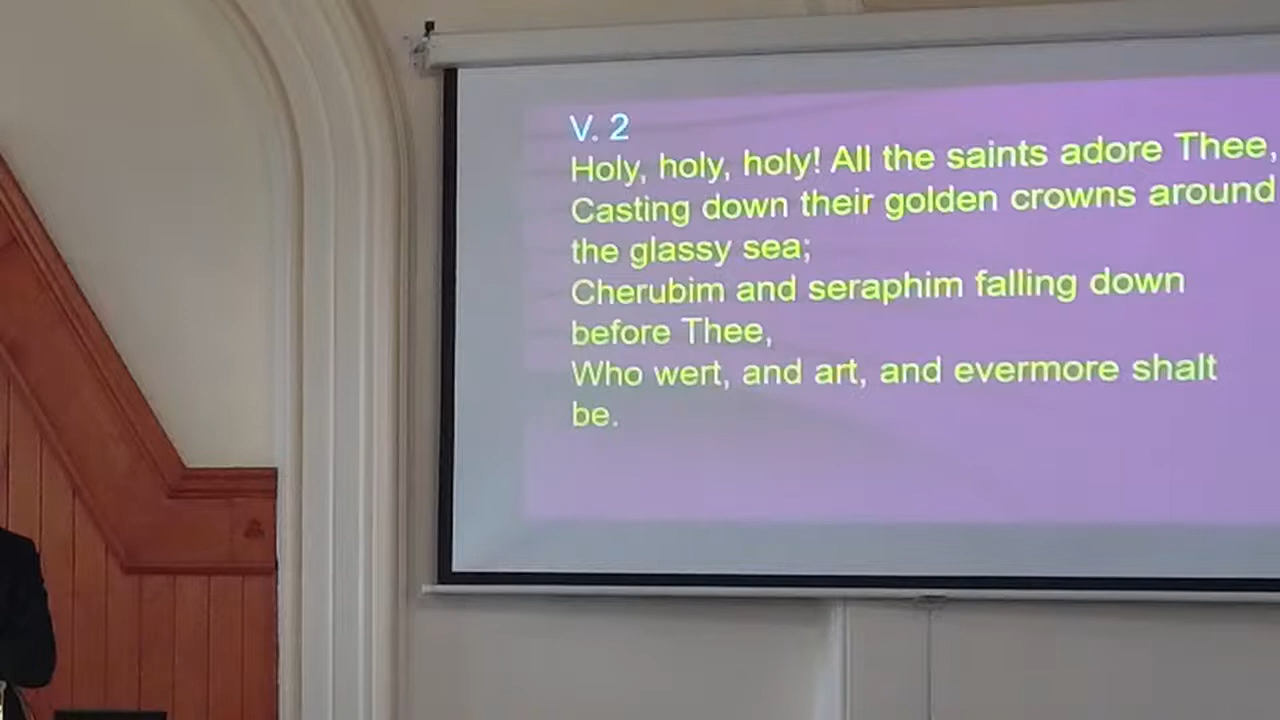 V. 2
Holy, holy, holy! All the saints adore Thee,
Casting down their golden crowns around
the glassy sea;
Cherubim and seraphim falling down
before Thee,
Who wert, and art, and evermore shalt
be.